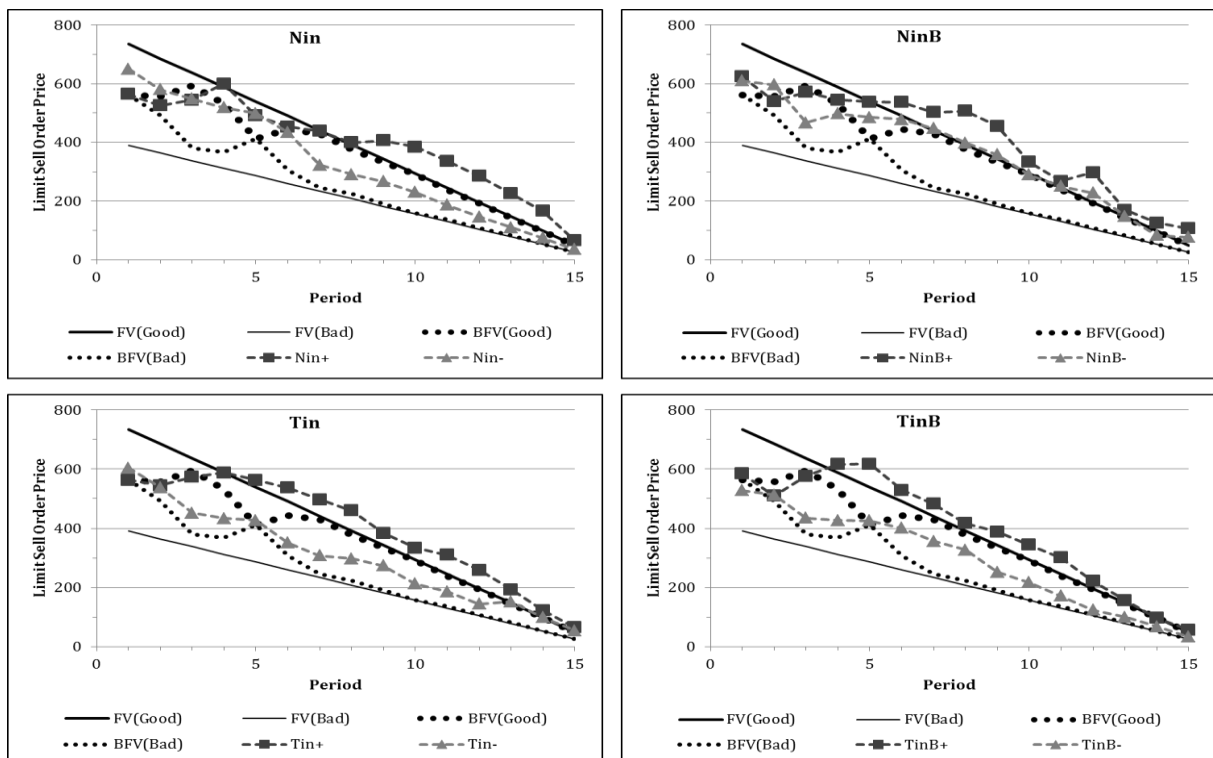 Nin
800
600
400
200
0
0 5 10 15
Limit Sell Order Price
Period
FV(Good) FV(Bad) BFV(Good)
BFV(Bad) Nin+ Nin-
NinB
800
600
400
200
0
0 5 10 15
Limit Sell Order Price
Period
FV(Good) FV(Bad) BFV(Good)
BFV(Bad) NinB+ NinB-
Tin
800
600
400
200
0
0 5 10 15
Limit Sell Order Price
Period
FV(Good) FV(Bad) BFV(Good)
BFV(Bad) Tin+ Tin-
TinB
800
600
400
200
0
0 5 10 15
Limit Sell Order Price
Period
FV(Good) FV(Bad) BFV(Good)
BFV(Bad) TinB+ TinB-